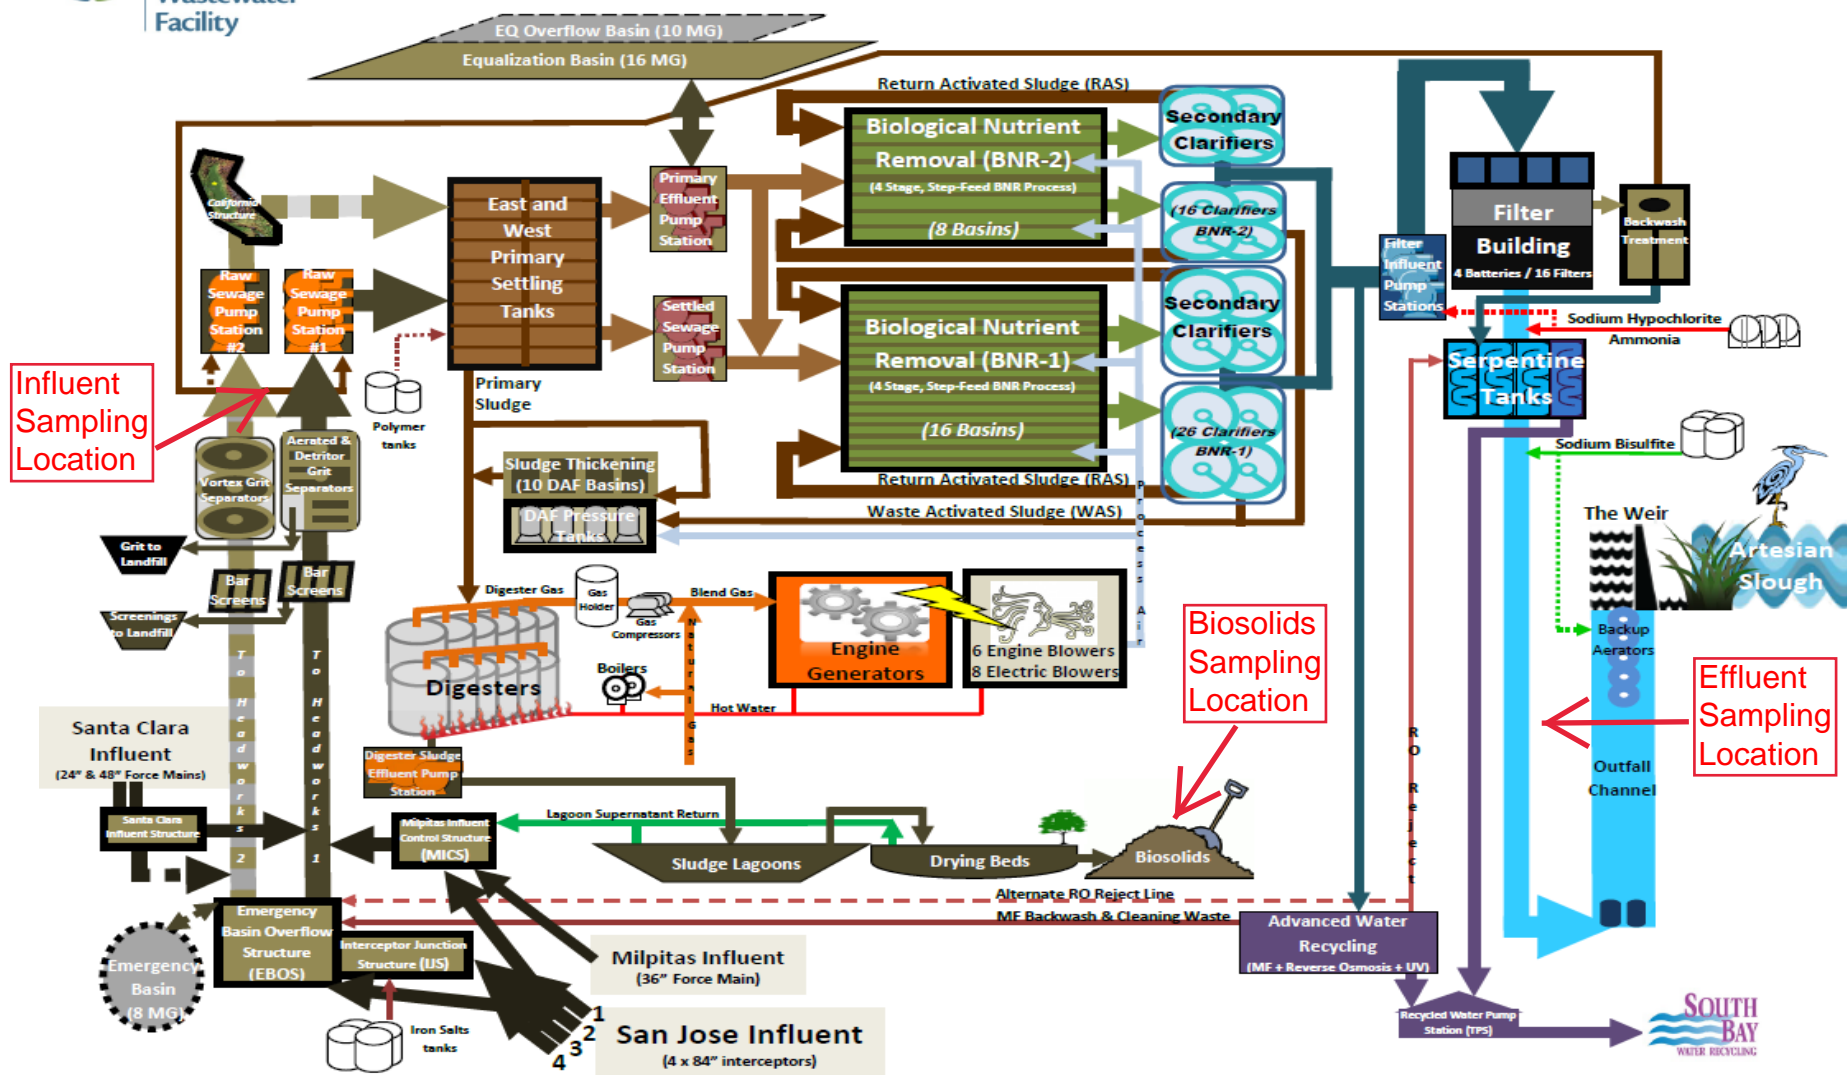 Wastewater
Facility
EQ Overflow Basin (10 MG)
Equalization Basin (16 MG)
Return Activated Sludge (RAS)
Biological Nutrient
Removal (BNR-2)
(4 Stage, Step-Feed BNR Process)
(8 Basins)
Secondary
Clarifiers
(16 Clarifiers
BNR-2)
California
Structure
East and
West
Primary
Settling
Tanks
Primary
Effluent
Pump
Station
Filter
Building
4 Batteries / 16 Filters
Backwash
Treatment
Filter
Influent
Pump
Stations
Raw
Sewage
Pump
Station
#2
Raw
Sewage
Pump
Station
#1
Settled
Sewage
Pump
Station
Biological Nutrient
Removal (BNR-1)
(4 Stage, Step-Feed BNR Process)
(16 Basins)
Secondary
Clarifiers
(26 Clarifiers
BNR-1)
Sodium Hypochlorite
Ammonia
Serpentine
Tanks
Influent
Sampling
Location
Polymer
tanks
Primary
Sludge
Sodium Bisulfite
Aerated &
Detritor
Grit
Separators
Vortex Grit
Separators
Sludge Thickening
(10 DAF Basins)
Return Activated Sludge (RAS)
Waste Activated Sludge (WAS)
DAF Pressure
Tanks
Process Air
The Weir
Artesian
Slough
Grit to
Landfill
Bar
Screens
Bar
Screens
Screenings
to Landfill
Digester Gas
Gas
Holder
Gas
Compressors
Blend Gas
Natural Gas
Engine
Generators
6 Engine Blowers
8 Electric Blowers
Boilers
Digesters
Hot Water
Biosolids
Sampling
Location
Backup
Aerators
Effluent
Sampling
Location
Outfall
Channel
To Headworks 2
To Headworks 1
Santa Clara
Influent
(24" & 48" Force Mains)
Santa Clara
Influent Structure
Digester Sludge
Effluent Pump
Station
Milpitas Influent
Control Structure
(MICS)
Lagoon Supernatant Return
Sludge Lagoons
Drying Beds
Biosolids
RO Reject
Alternate RO Reject Line
MF Backwash & Cleaning Waste
Emergency
Basin Overflow
Structure
(EBOS)
Interceptor Junction
Structure (IJS)
Emergency
Basin
(8 MG)
Iron Salts
tanks
Milpitas Influent
(36" Force Main)
1
2
3
4
San Jose Influent
(4 x 84" interceptors)
Advanced Water
Recycling
(MF + Reverse Osmosis + UV)
Recycled Water Pump
Station (TPS)
SOUTH
BAY
WATER RECYCLING